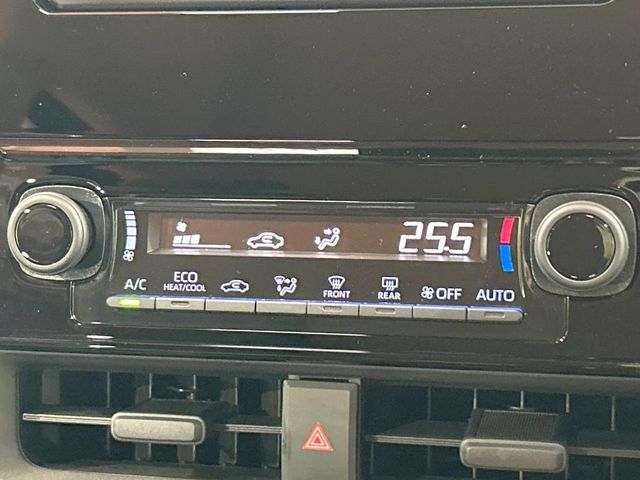 25.5
A/C
ECO
HEAT/COOL
FRONT
REAR
OFF
AUTO